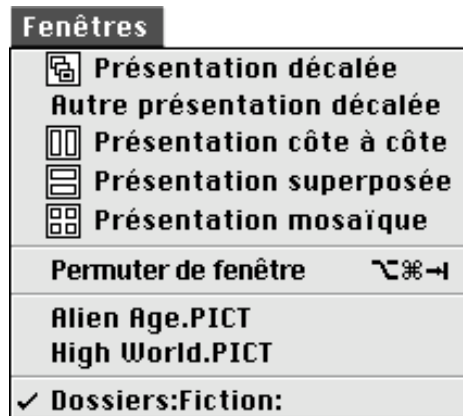 Fenêtres
Présentation décalée
Autre présentation décalée
Présentation côte à côte
Présentation superposée
Présentation mosaïque
Permuter de fenêtre ⌥⌘⇥
Alien Age.PICT
High World.PICT
✓ Dossiers:Fiction: